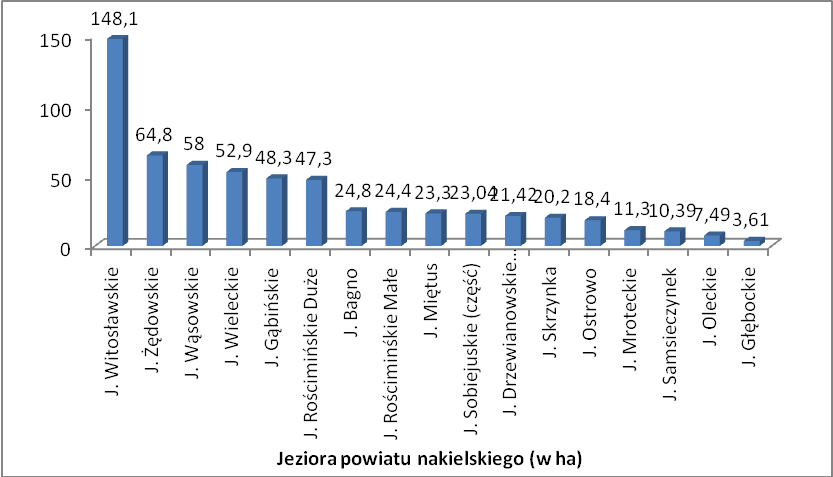 148,1
64,8
58
52,9
48,3
47,3
24,8
24,4
23,3
23,04
21,42
20,2
18,4
11,3
10,39
7,49
3,61
150
100
50
0
J. Witosławskie
J. Żędowskie
J. Wąsowskie
J. Wieleckie
J. Gąbińskie
J. Rościmińskie Duże
J. Bagno
J. Rościmińskie Małe
J. Miętus
J. Sobiejuskie (część)
J. Drzewianowskie...
J. Skrzynka
J. Ostrowo
J. Mroteckie
J. Samsieczynek
J. Oleckie
J. Głębockie
Jeziora powiatu nakielskiego (w ha)